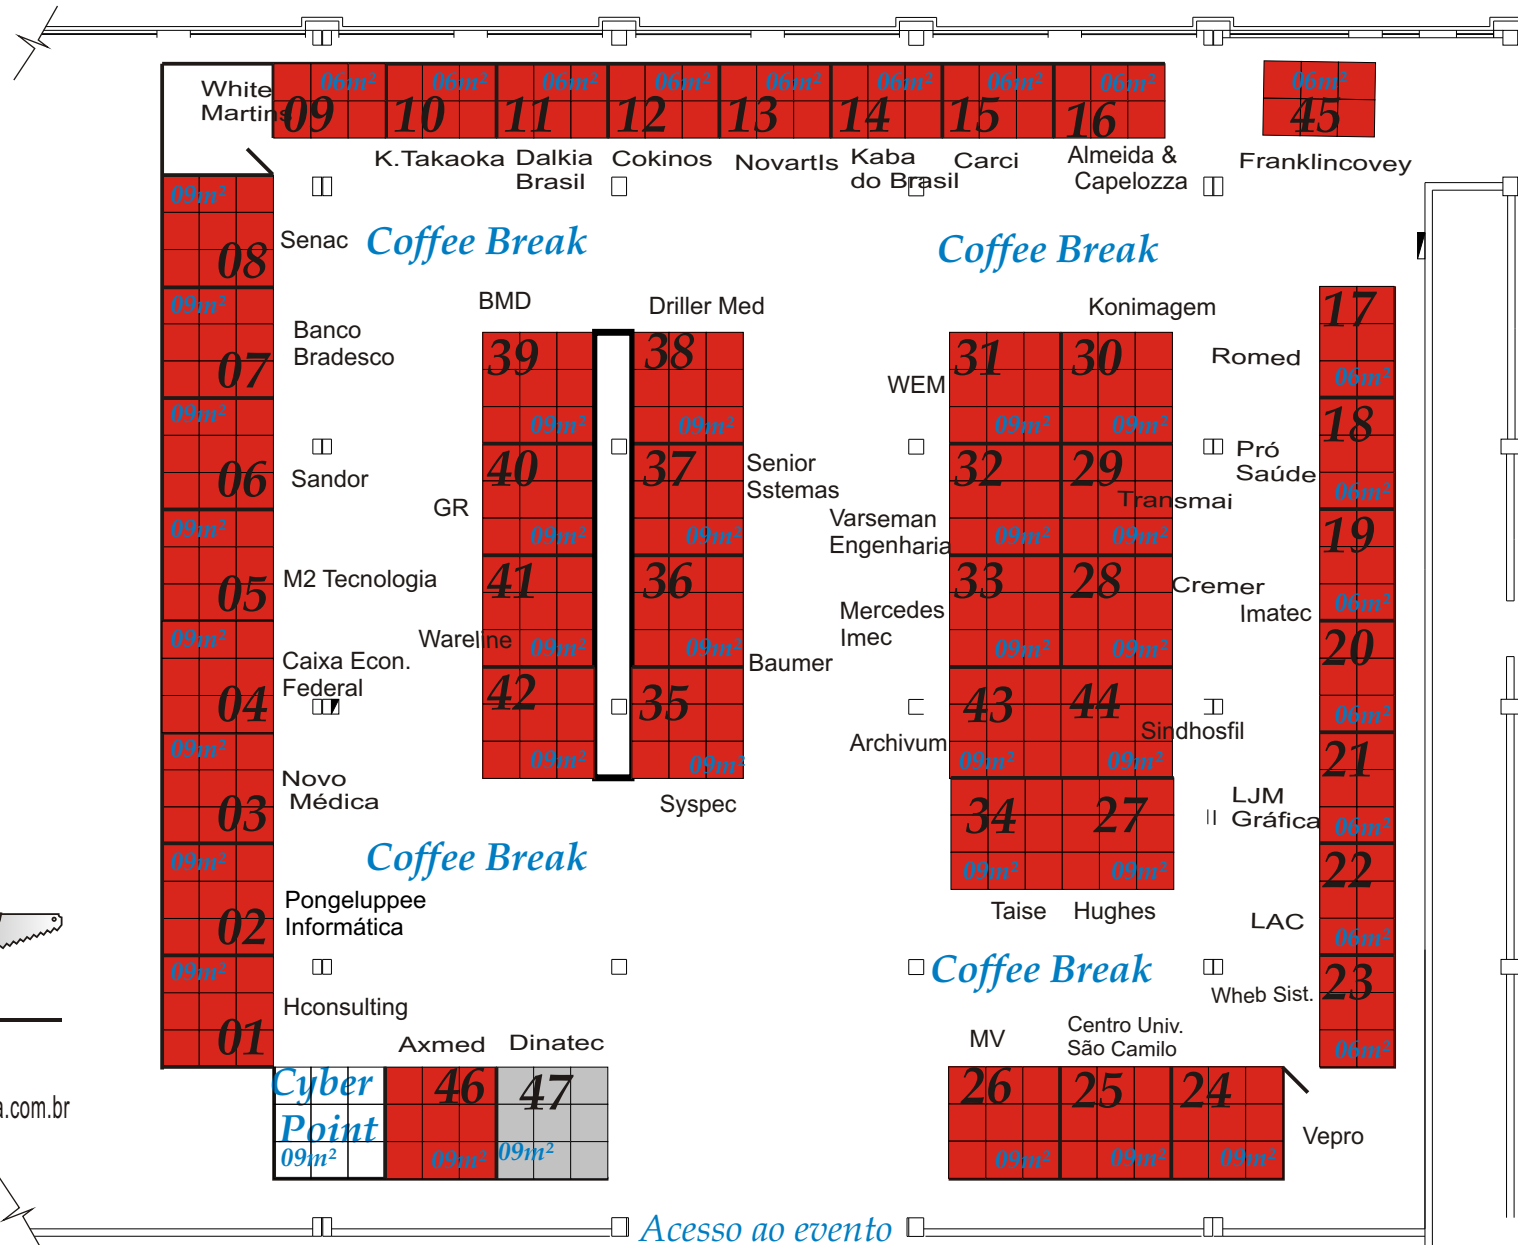 White
Martins
09
06m²
10
06m²
11
06m²
12
06m²
13
06m²
14
06m²
15
06m²
16
06m²
06m²
45
K.Takaoka
Dalkia
Brasil
Cokinos
NovartIs
Kaba
do Brasil
Carci
Almeida &
Capelozza
Franklincovey
09m²
08
Senac
Coffee Break
Coffee Break
09m²
07
Banco
Bradesco
09m²
06
Sandor
09m²
05
M2 Tecnologia
09m²
04
Caixa Econ.
Federal
09m²
03
Novo
Médica
09m²
02
Pongeluppee
Informática
09m²
01
Hconsulting
BMD
Driller Med
39
09m²
38
09m²
GR
40
09m²
37
09m²
Senior
Sstemas
Wareline
41
09m²
36
09m²
Baumer
42
09m²
35
09m²
Syspec
Coffee Break
Konimagem
WEM
31
09m²
30
09m²
Varseman
Engenharia
32
09m²
29
Transmai
09m²
Mercedes
Imec
33
09m²
28
09m²
Cremer
Archivum
43
09m²
44
Sindhosfil
09m²
34
09m²
27
09m²
Taise
Hughes
Coffee Break
Romed
17
06m²
Pró
Saúde
18
06m²
Imatec
19
06m²
20
06m²
21
06m²
LJM
Gráfica
22
06m²
LAC
Wheb Sist.
23
06m²
Axmed
Dinatec
Cyber
Point
09m²
46
09m²
47
09m²
MV
Centro Univ.
São Camilo
26
09m²
25
09m²
24
09m²
Vepro
a.com.br
Acesso ao evento